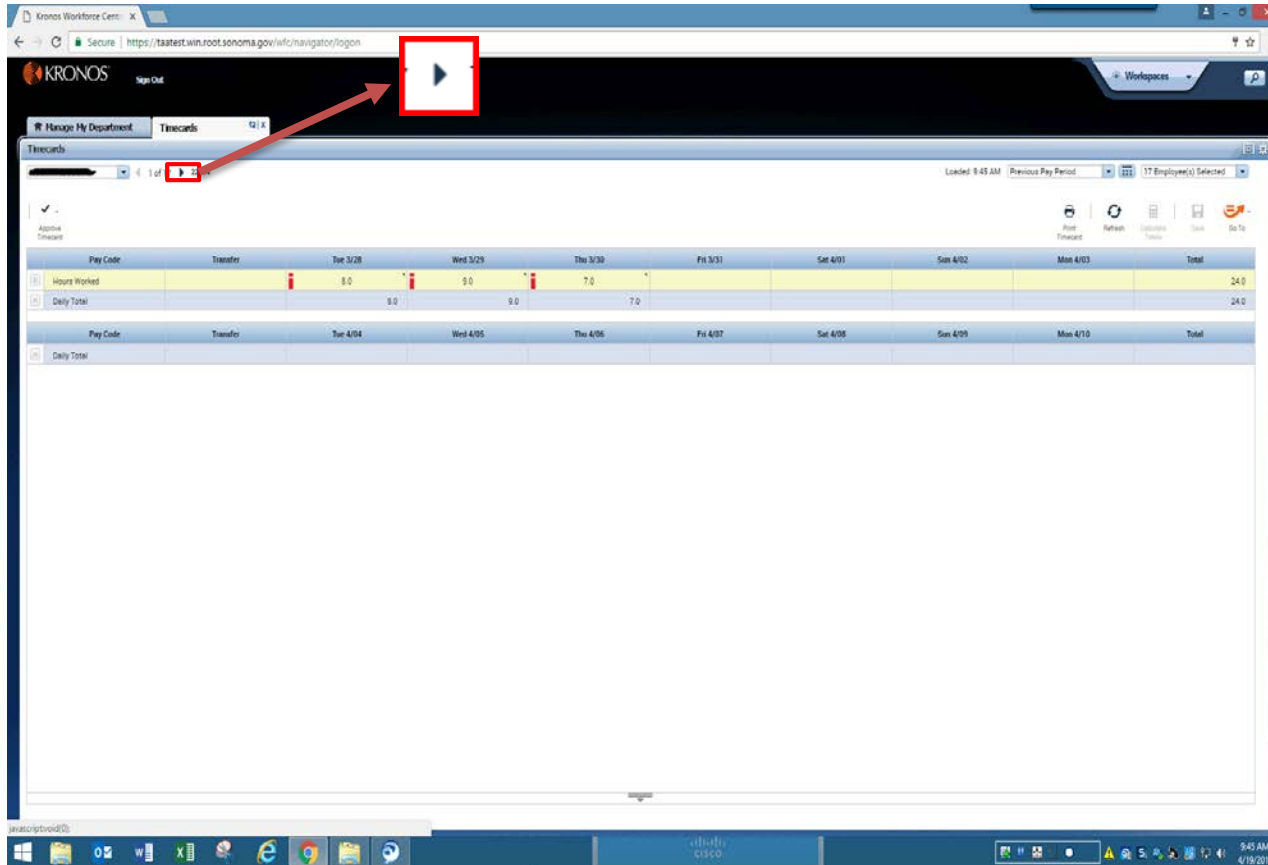 Kronos Workforce Centr X
Secure | https://taatest.win.root.sonoma.gov/wfc/navigator/logon
KRONOS Sign Out
Workspaces
Manage My Department Timecards
Timecards
1 of
Loaded 9:45 AM Previous Pay Period 17 Employee(s) Selected
Approve Timecard
Print Timecard Refresh Calculate Totals Save Go To
Pay Code Transfer Tue 3/28 Wed 3/29 Thu 3/30 Fri 3/31 Sat 4/01 Sun 4/02 Mon 4/03 Total
Hours Worked 8.0 9.0 7.0 24.0
Daily Total 8.0 9.0 7.0 24.0
Pay Code Transfer Tue 4/04 Wed 4/05 Thu 4/06 Fri 4/07 Sat 4/08 Sun 4/09 Mon 4/10 Total
Daily Total
javascript:void(0);
cisco
9:45 AM